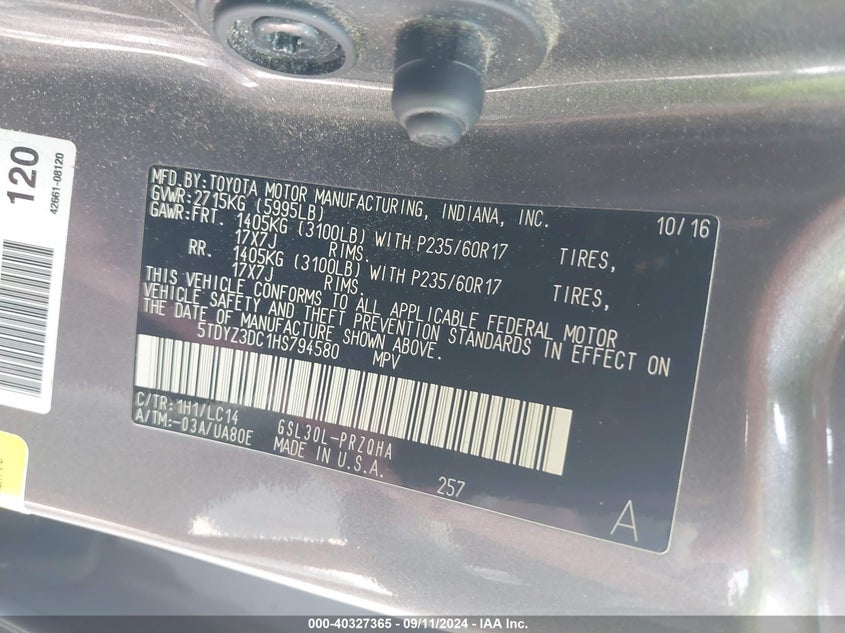 120
42661-08120
MFD.BY:TOYOTA MOTOR MANUFACTURING, INDIANA, INC. 10/16
GVWR:2715KG (5995LB)
GAWR:FRT. 1405KG (3100LB) WITH P235/60R17 TIRES,
17X7J RIMS.
RR. 1405KG (3100LB) WITH P235/60R17 TIRES,
17X7J RIMS.
THIS VEHICLE CONFORMS TO ALL APPLICABLE FEDERAL MOTOR
VEHICLE SAFETY AND THEFT PREVENTION STANDARDS IN EFFECT ON
THE DATE OF MANUFACTURE SHOWN ABOVE.
5TDYZ3DC1HS794580 MPV
C/TR:1H1/LC14 GSL30L-PRZQHA
A/TM:-03A/UA80E MADE IN U.S.A.
257
A
000-40327365 - 09/11/2024 - IAA Inc.